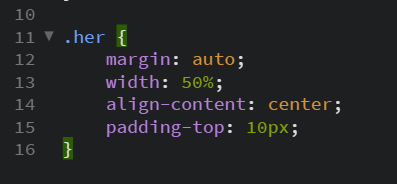 10
11 ▼ .her {
12     margin: auto;
13     width: 50%;
14     align-content: center;
15     padding-top: 10px;
16 }